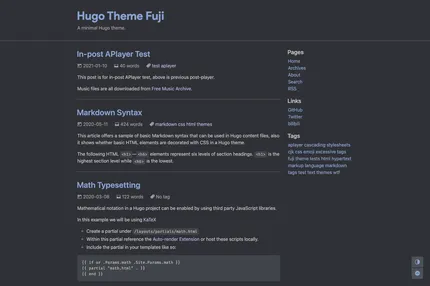 Hugo Theme Fuji
A minimal Hugo theme.
In-post APlayer Test
2021-01-10 40 words test aplayer
This post is for in-post APlayer test, above is previous post-player.
Music files are all downloaded from Free Music Archive.
Markdown Syntax
2020-06-11 816 words markdown css html themes
This article offers a sample of basic Markdown syntax that can be used in Hugo content files, also
it shows whether basic HTML elements are decorated with CSS in a Hugo theme.
The following HTML <h1>—<h6> elements represent six levels of section headings. <h1> is the
highest section level while <h6> is the lowest.
Math Typesetting
2020-03-08 122 words No tag
Mathematical notation in a Hugo project can be enabled by using third party JavaScript libraries.
In this example we will be using KaTeX
Create a partial under /layouts/partials/math.html
Within this partial reference the Auto-render Extension or host these scripts locally.
Include the partial in your templates like so:
{{ if or .Params.math .Site.Params.math }}
{{ partial "math.html" . }}
{{ end }}
Pages
Home
Archives
About
Search
RSS
Links
GitHub
Twitter
Tags
aplayer cascading stylesheets
cjk css emoji excessive tags
fuji theme tests html hypertext
markup language markdown
tags test test themes wtf